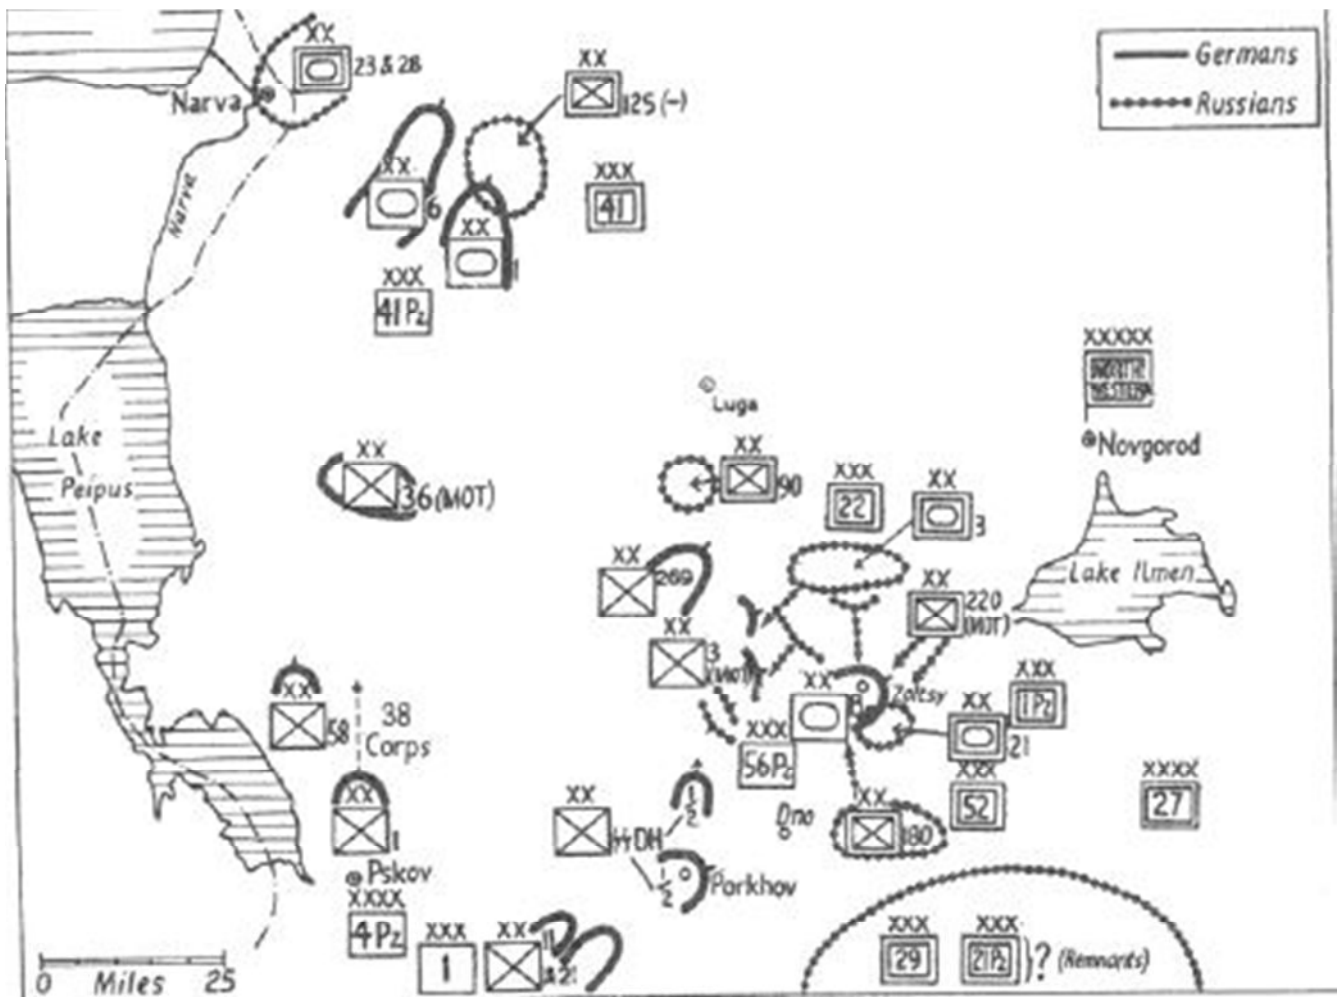 Germans
Russians
XX
23 & 28
Narva
XX
125 (-)
XX
6
XXX
41
XX
1
Narva
XXX
41 Pz
XXXXX
NORTH
WESTERN
Luga
Novgorod
Lake
Peipus
XX
36 (MOT)
XX
90
XXX
22
XX
3
Lake Ilmen
XX
269
XX
220
(MOT)
XX
3
(MOT)
XX
58
38
Corps
XX
8
Zoltsy
XXX
1 Pz
XX
21
XXX
56 Pz
XXX
52
XXXX
27
XX
1
XX
SS DH
1/2
Dno
XX
180
Pskov
XXXX
4 Pz
1/2
Porkhov
XXX
1
XX
11
& 21
XXX
29
XXX
21 Pz
} ? (Remnants)
0 Miles 25